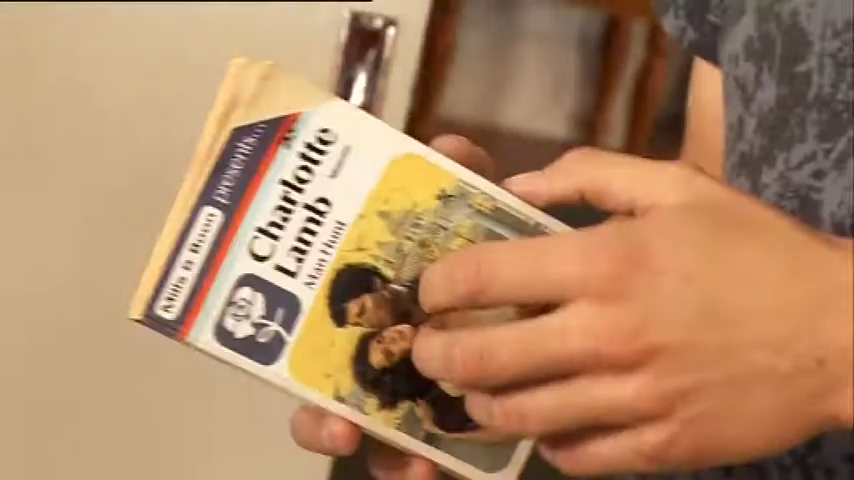 Mills & Boon
presents...
Charlotte
Lamb
Man Hunt